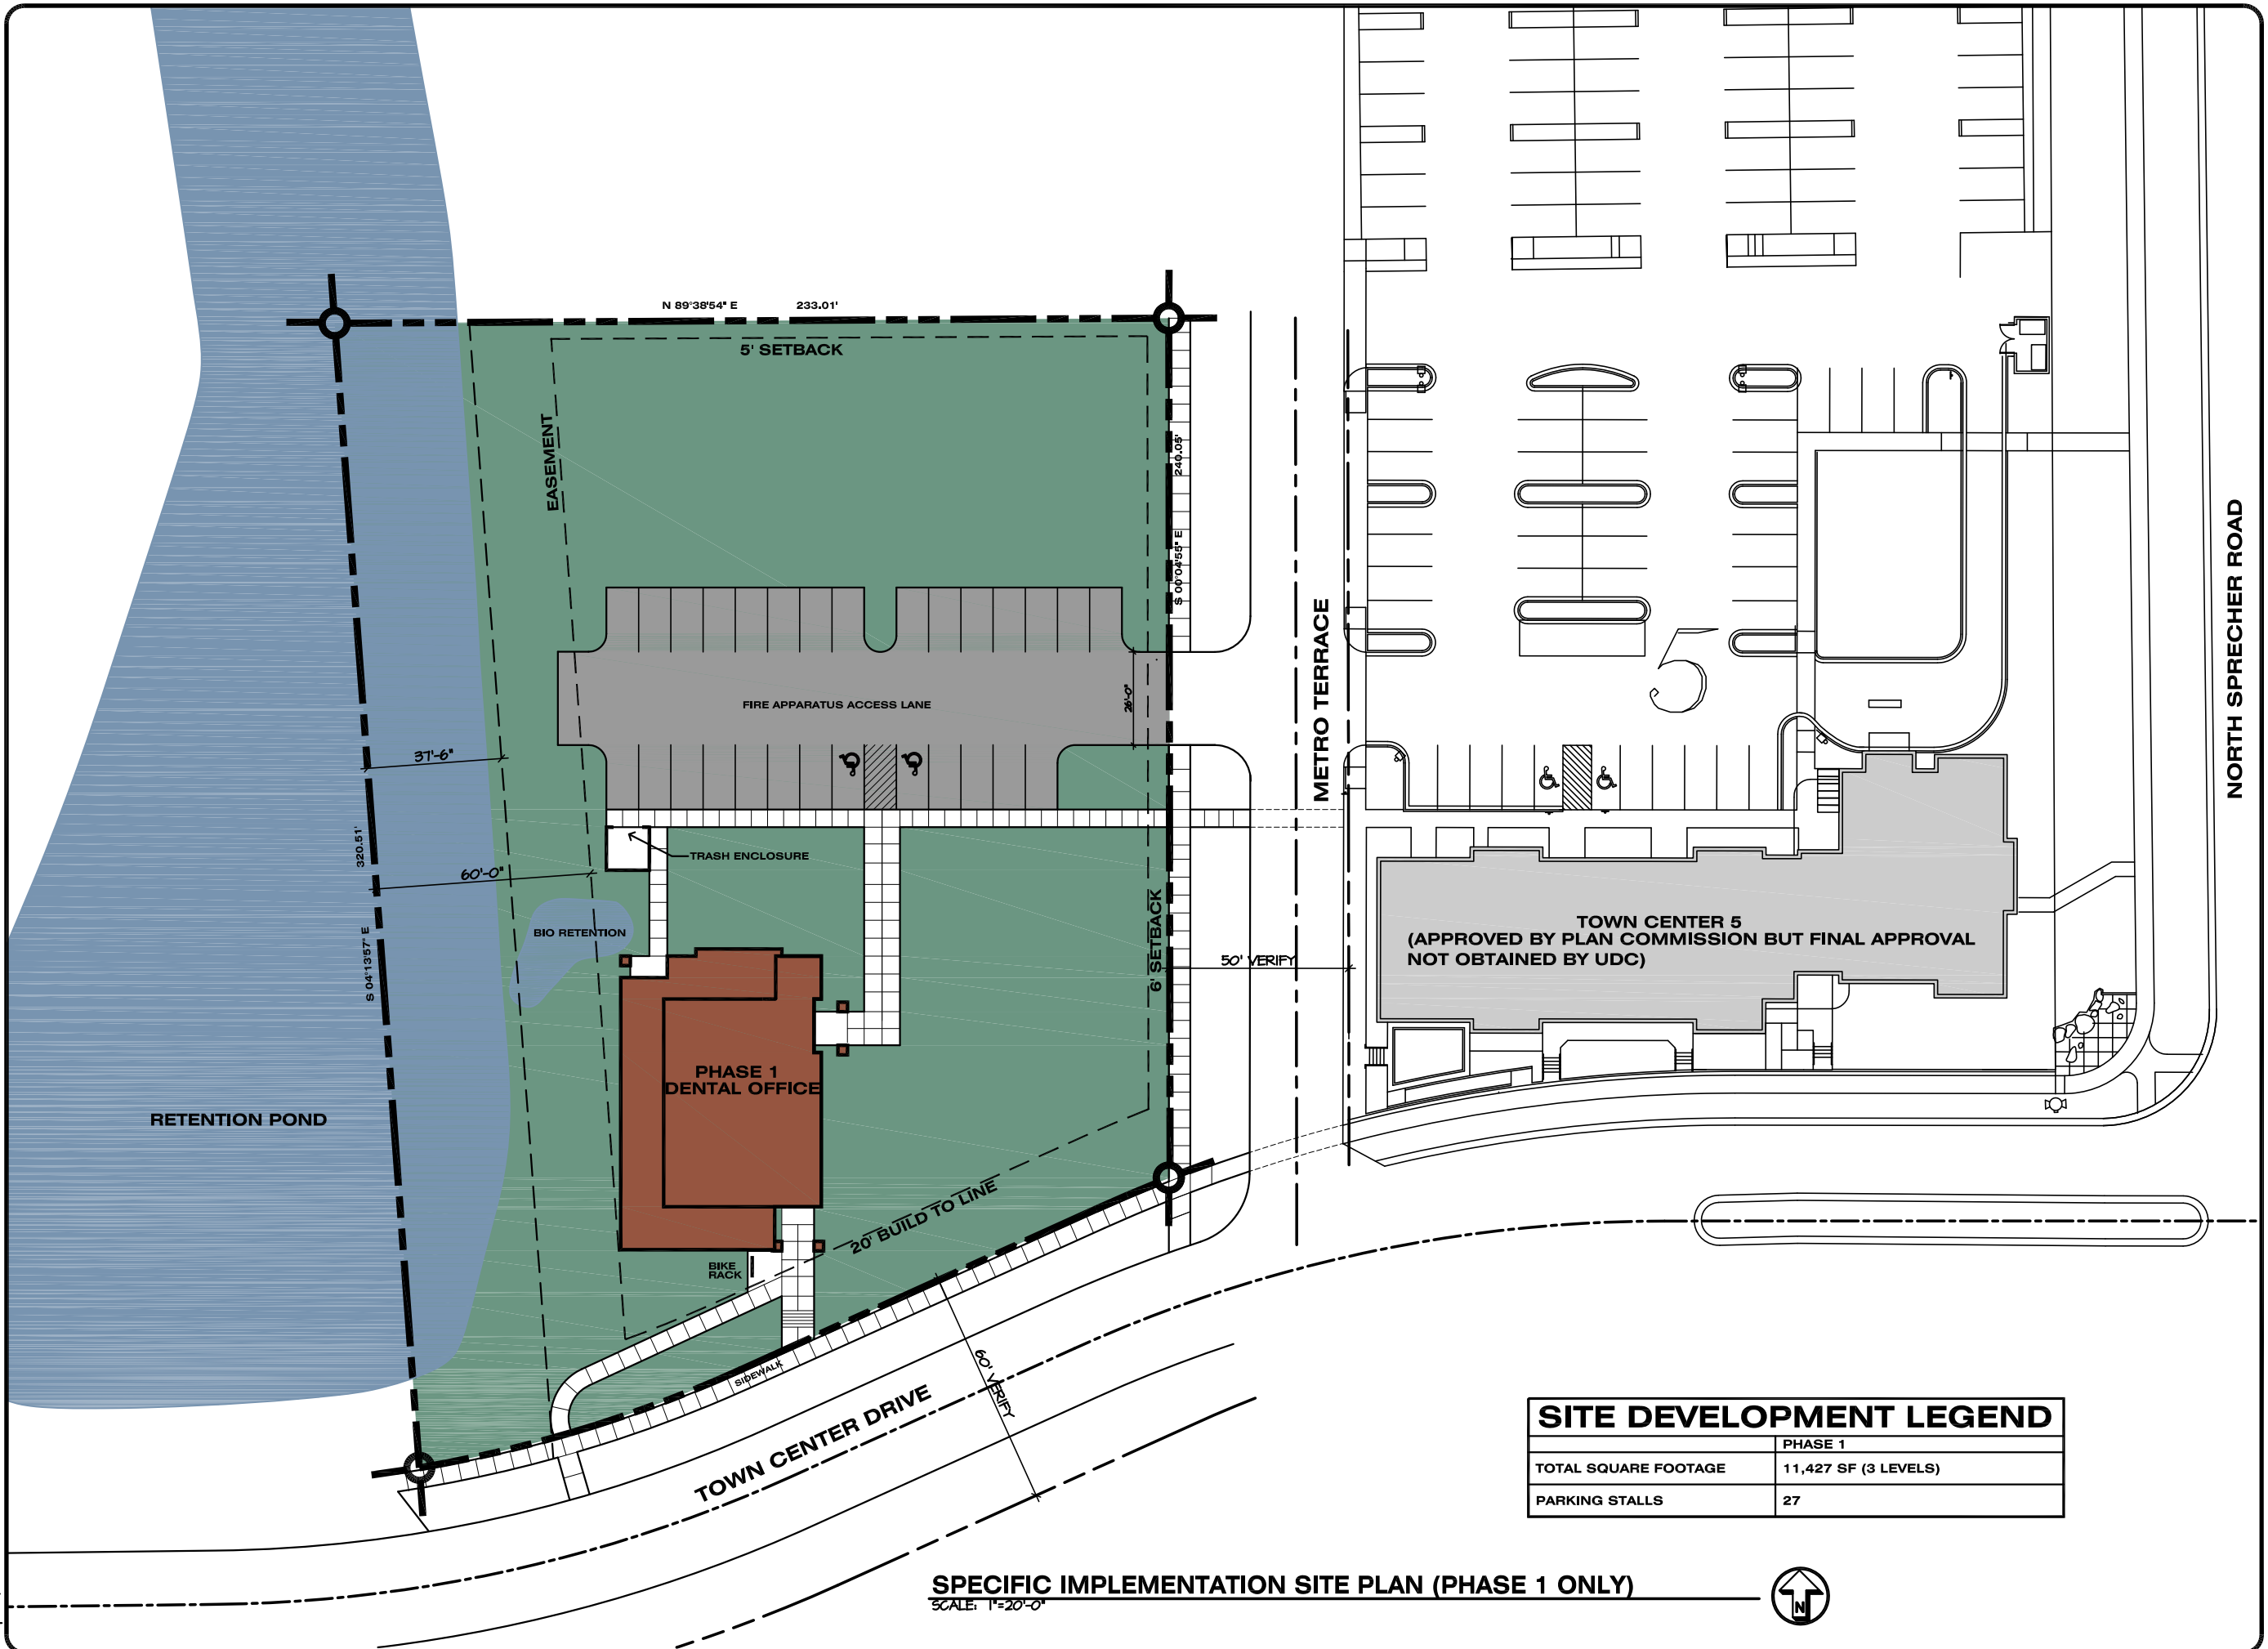 N 89°38'54" E 233.01'
5' SETBACK
EASEMENT
240.05'
S 00°04'55" E
METRO TERRACE
NORTH SPRECHER ROAD
5
FIRE APPARATUS ACCESS LANE
26'-0"
37'-6"
320.51'
TRASH ENCLOSURE
60'-0"
BIO RETENTION
S 04°13'57" E
6' SETBACK
50' VERIFY
TOWN CENTER 5
(APPROVED BY PLAN COMMISSION BUT FINAL APPROVAL
NOT OBTAINED BY UDC)
PHASE 1
DENTAL OFFICE
RETENTION POND
20' BUILD TO LINE
BIKE
RACK
SIDEWALK
60' VERIFY
TOWN CENTER DRIVE
SITE DEVELOPMENT LEGEND
PHASE 1
TOTAL SQUARE FOOTAGE 11,427 SF (3 LEVELS)
PARKING STALLS 27
SPECIFIC IMPLEMENTATION SITE PLAN (PHASE 1 ONLY)
SCALE: 1"=20'-0"
N